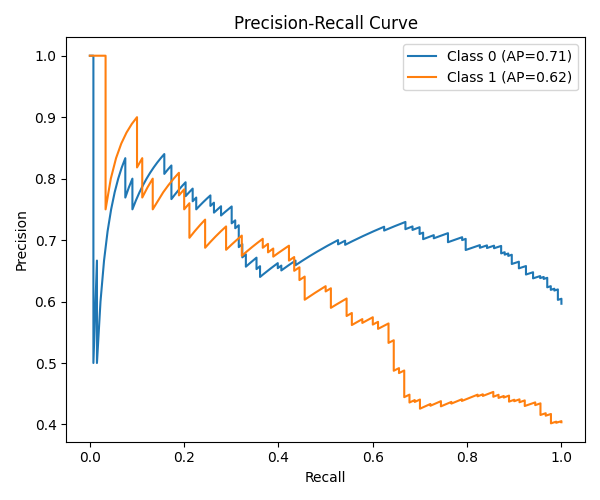 Precision-Recall Curve
Class 0 (AP=0.71)
Class 1 (AP=0.62)
Precision
1.0
0.9
0.8
0.7
0.6
0.5
0.4
0.0 0.2 0.4 0.6 0.8 1.0
Recall